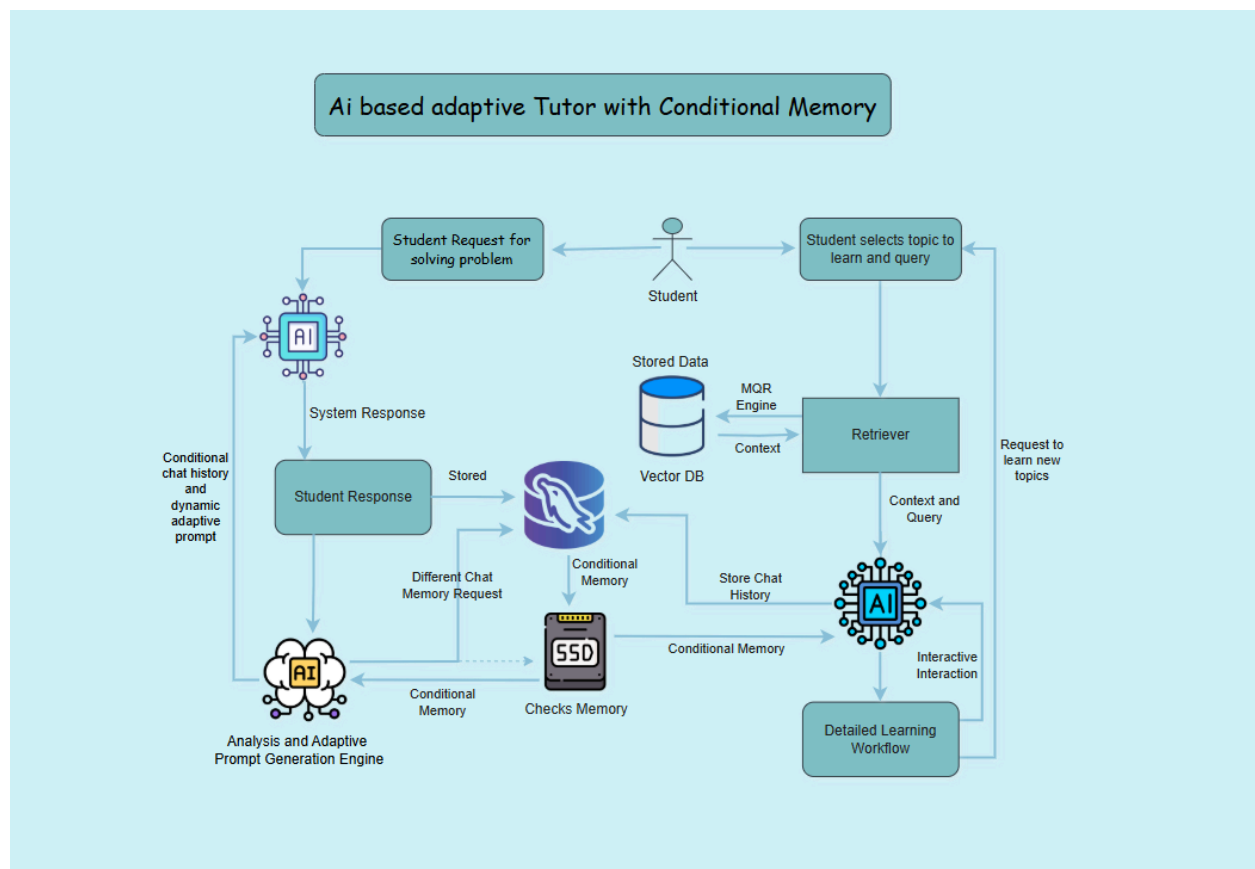 Ai based adaptive Tutor with Conditional Memory
Student Request for
solving problem
Student
Student selects topic to
learn and query
AI
System Response
Stored Data
MQR
Engine
Context
Vector DB
Retriever
Request to
learn new
topics
Conditional
chat history
and
dynamic
adaptive
prompt
Student Response
Stored
Context and
Query
Different Chat
Memory Request
Conditional
Memory
Store Chat
History
AI
SSD
Conditional Memory
Interactive
Interaction
AI
Conditional
Memory
Checks Memory
Analysis and Adaptive
Prompt Generation Engine
Detailed Learning
Workflow